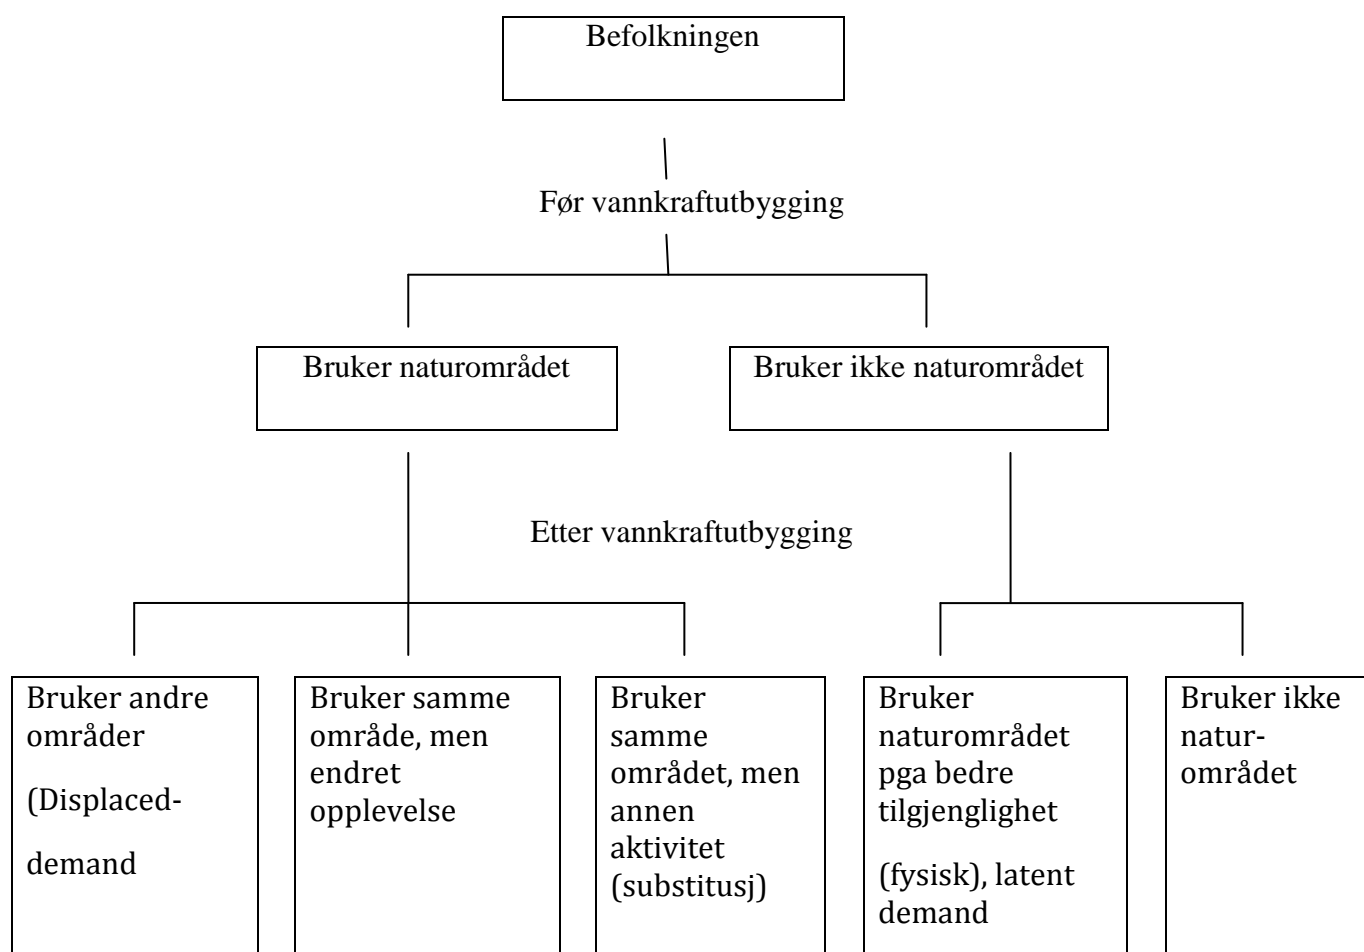 Befolkningen
Før vannkraftutbygging
Bruker naturområdet
Bruker ikke naturområdet
Etter vannkraftutbygging
Bruker andre
områder
(Displaced-
demand
Bruker samme
område, men
endret
opplevelse
Bruker
samme
området, men
annen
aktivitet
(substitusj)
Bruker
naturområdet
pga bedre
tilgjenglighet
(fysisk), latent
demand
Bruker ikke
natur-
området